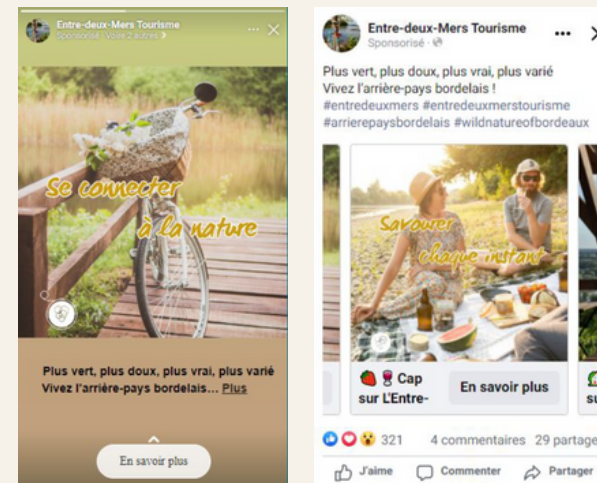 Entre-deux-Mers Tourisme
Sponsorisé · Voire 2 autres
Se connecter
à la nature
Plus vert, plus doux, plus vrai, plus varié
Vivez l'arrière-pays bordelais... Plus
En savoir plus
Entre-deux-Mers Tourisme
Sponsorisé ·
Plus vert, plus doux, plus vrai, plus varié
Vivez l'arrière-pays bordelais !
#entredeuxmers #entredeuxmerstourisme
#arrierepaysbordelais #wildnatureofbordeaux
Savourer
chaque instant
🍓🍷 Cap
sur L'Entre-
En savoir plus
su
321 4 commentaires 29 partage
J'aime Commenter Partager